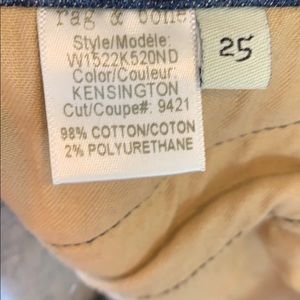 rag & bone
Style/Modèle:
W1522K520ND
Color/Couleur:
KENSINGTON
Cut/Coupe#: 9421
98% COTTON/COTON
2% POLYURETHANE
25